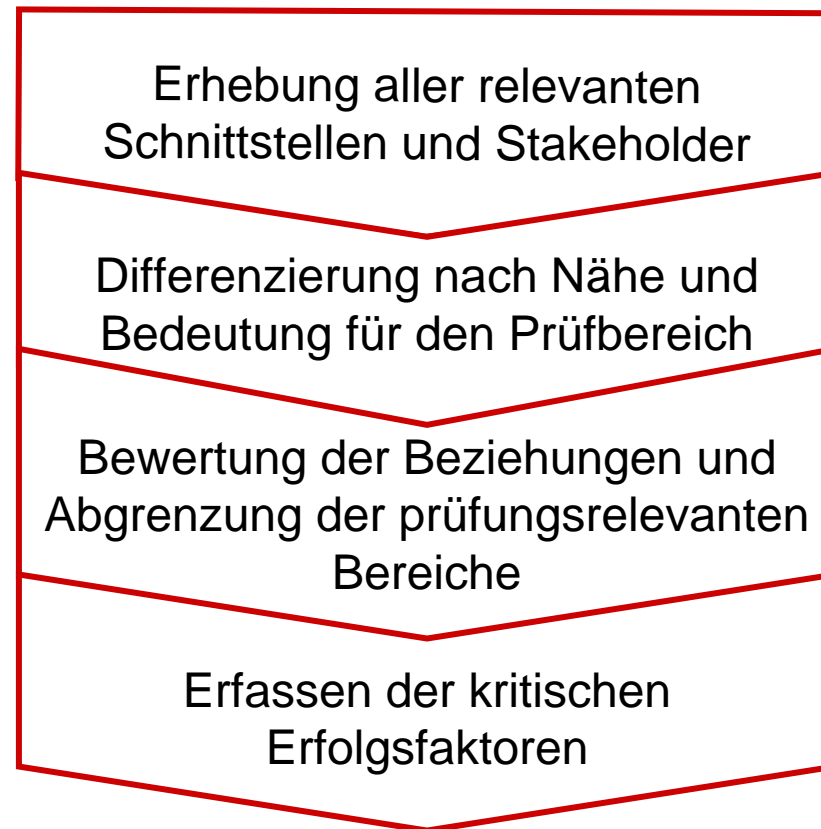 Erhebung aller relevanten
Schnittstellen und Stakeholder
Differenzierung nach Nähe und
Bedeutung für den Prüfbereich
Bewertung der Beziehungen und
Abgrenzung der prüfungsrelevanten
Bereiche
Erfassen der kritischen
Erfolgsfaktoren